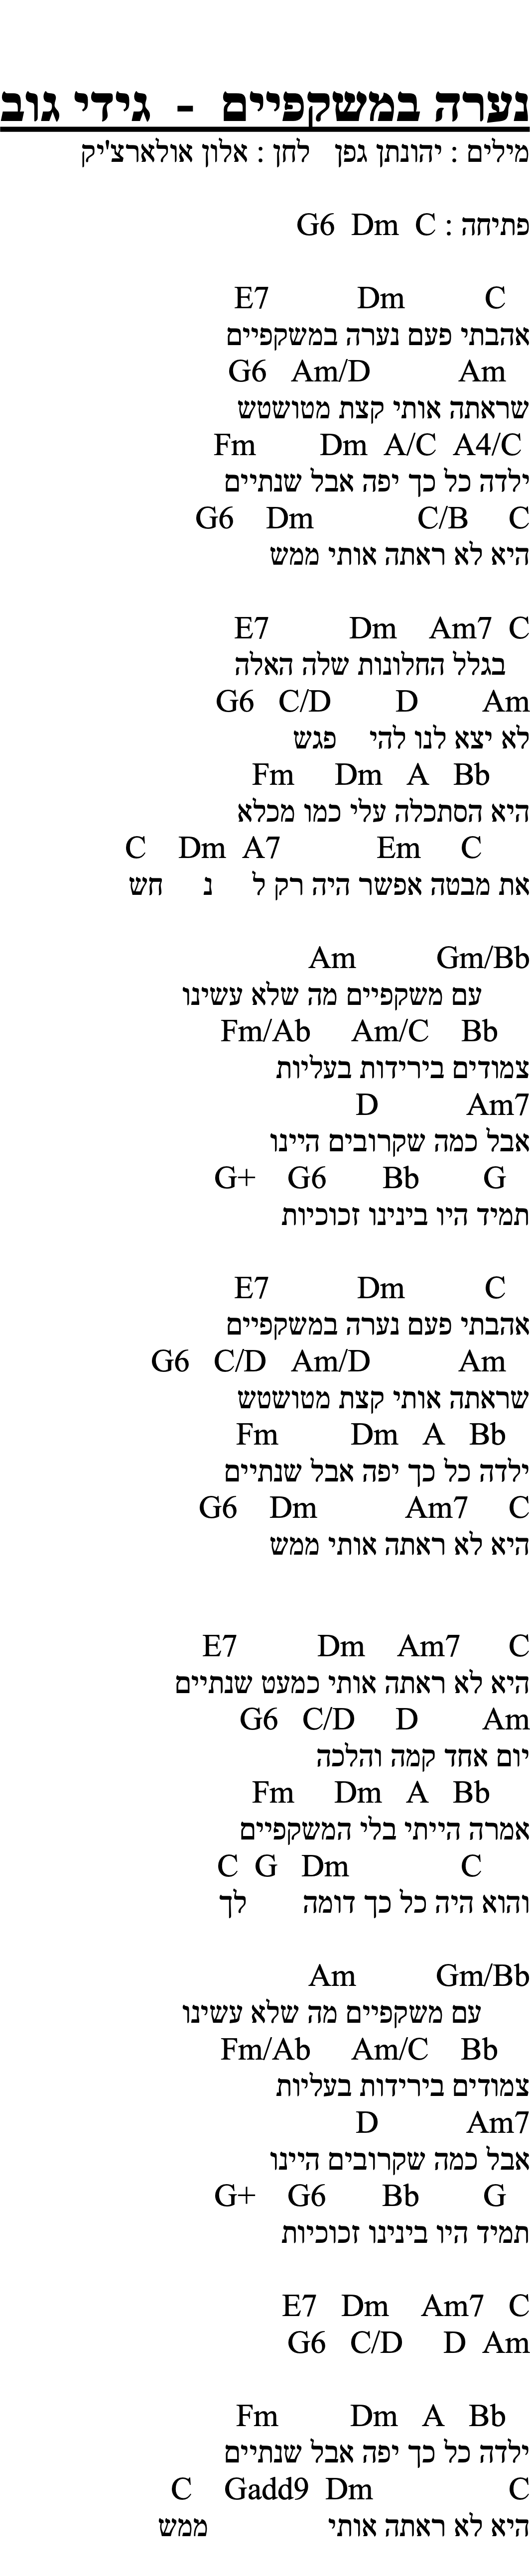 נערה במשקפיים - גידי גוב
מילים : יהונתן גפן לחן : אלון אולארצ'יק
פתיחה : G6 Dm C
E7 Dm C
אהבתי פעם נערה במשקפיים
G6 Am/D Am
שראתה אותי קצת מטושטש
Fm Dm A/C A4/C
ילדה כל כך יפה אבל שנתיים
G6 Dm C/B C
היא לא ראתה אותי ממש
E7 Dm Am7 C
בגלל החלונות שלה האלה
G6 C/D D Am
לא יצא לנו להי פגש
Fm Dm A Bb
היא הסתכלה עלי כמו מכלא
C Dm A7 Em C
את מבטה אפשר היה רק ל נ חש
Am Gm/Bb
עם משקפיים מה שלא עשינו
Fm/Ab Am/C Bb
צמודים בירידות בעליות
D Am7
אבל כמה שקרובים היינו
G+ G6 Bb G
תמיד היו בינינו זכוכיות
E7 Dm C
אהבתי פעם נערה במשקפיים
G6 C/D Am/D Am
שראתה אותי קצת מטושטש
Fm Dm A Bb
ילדה כל כך יפה אבל שנתיים
G6 Dm Am7 C
היא לא ראתה אותי ממש
E7 Dm Am7 C
היא לא ראתה אותי כמעט שנתיים
G6 C/D D Am
יום אחד קמה והלכה
Fm Dm A Bb
אמרה הייתי בלי המשקפיים
C G Dm C
והוא היה כל כך דומה לך
Am Gm/Bb
עם משקפיים מה שלא עשינו
Fm/Ab Am/C Bb
צמודים בירידות בעליות
D Am7
אבל כמה שקרובים היינו
G+ G6 Bb G
תמיד היו בינינו זכוכיות
E7 Dm Am7 C
G6 C/D D Am
Fm Dm A Bb
ילדה כל כך יפה אבל שנתיים
C Gadd9 Dm C
היא לא ראתה אותי ממש